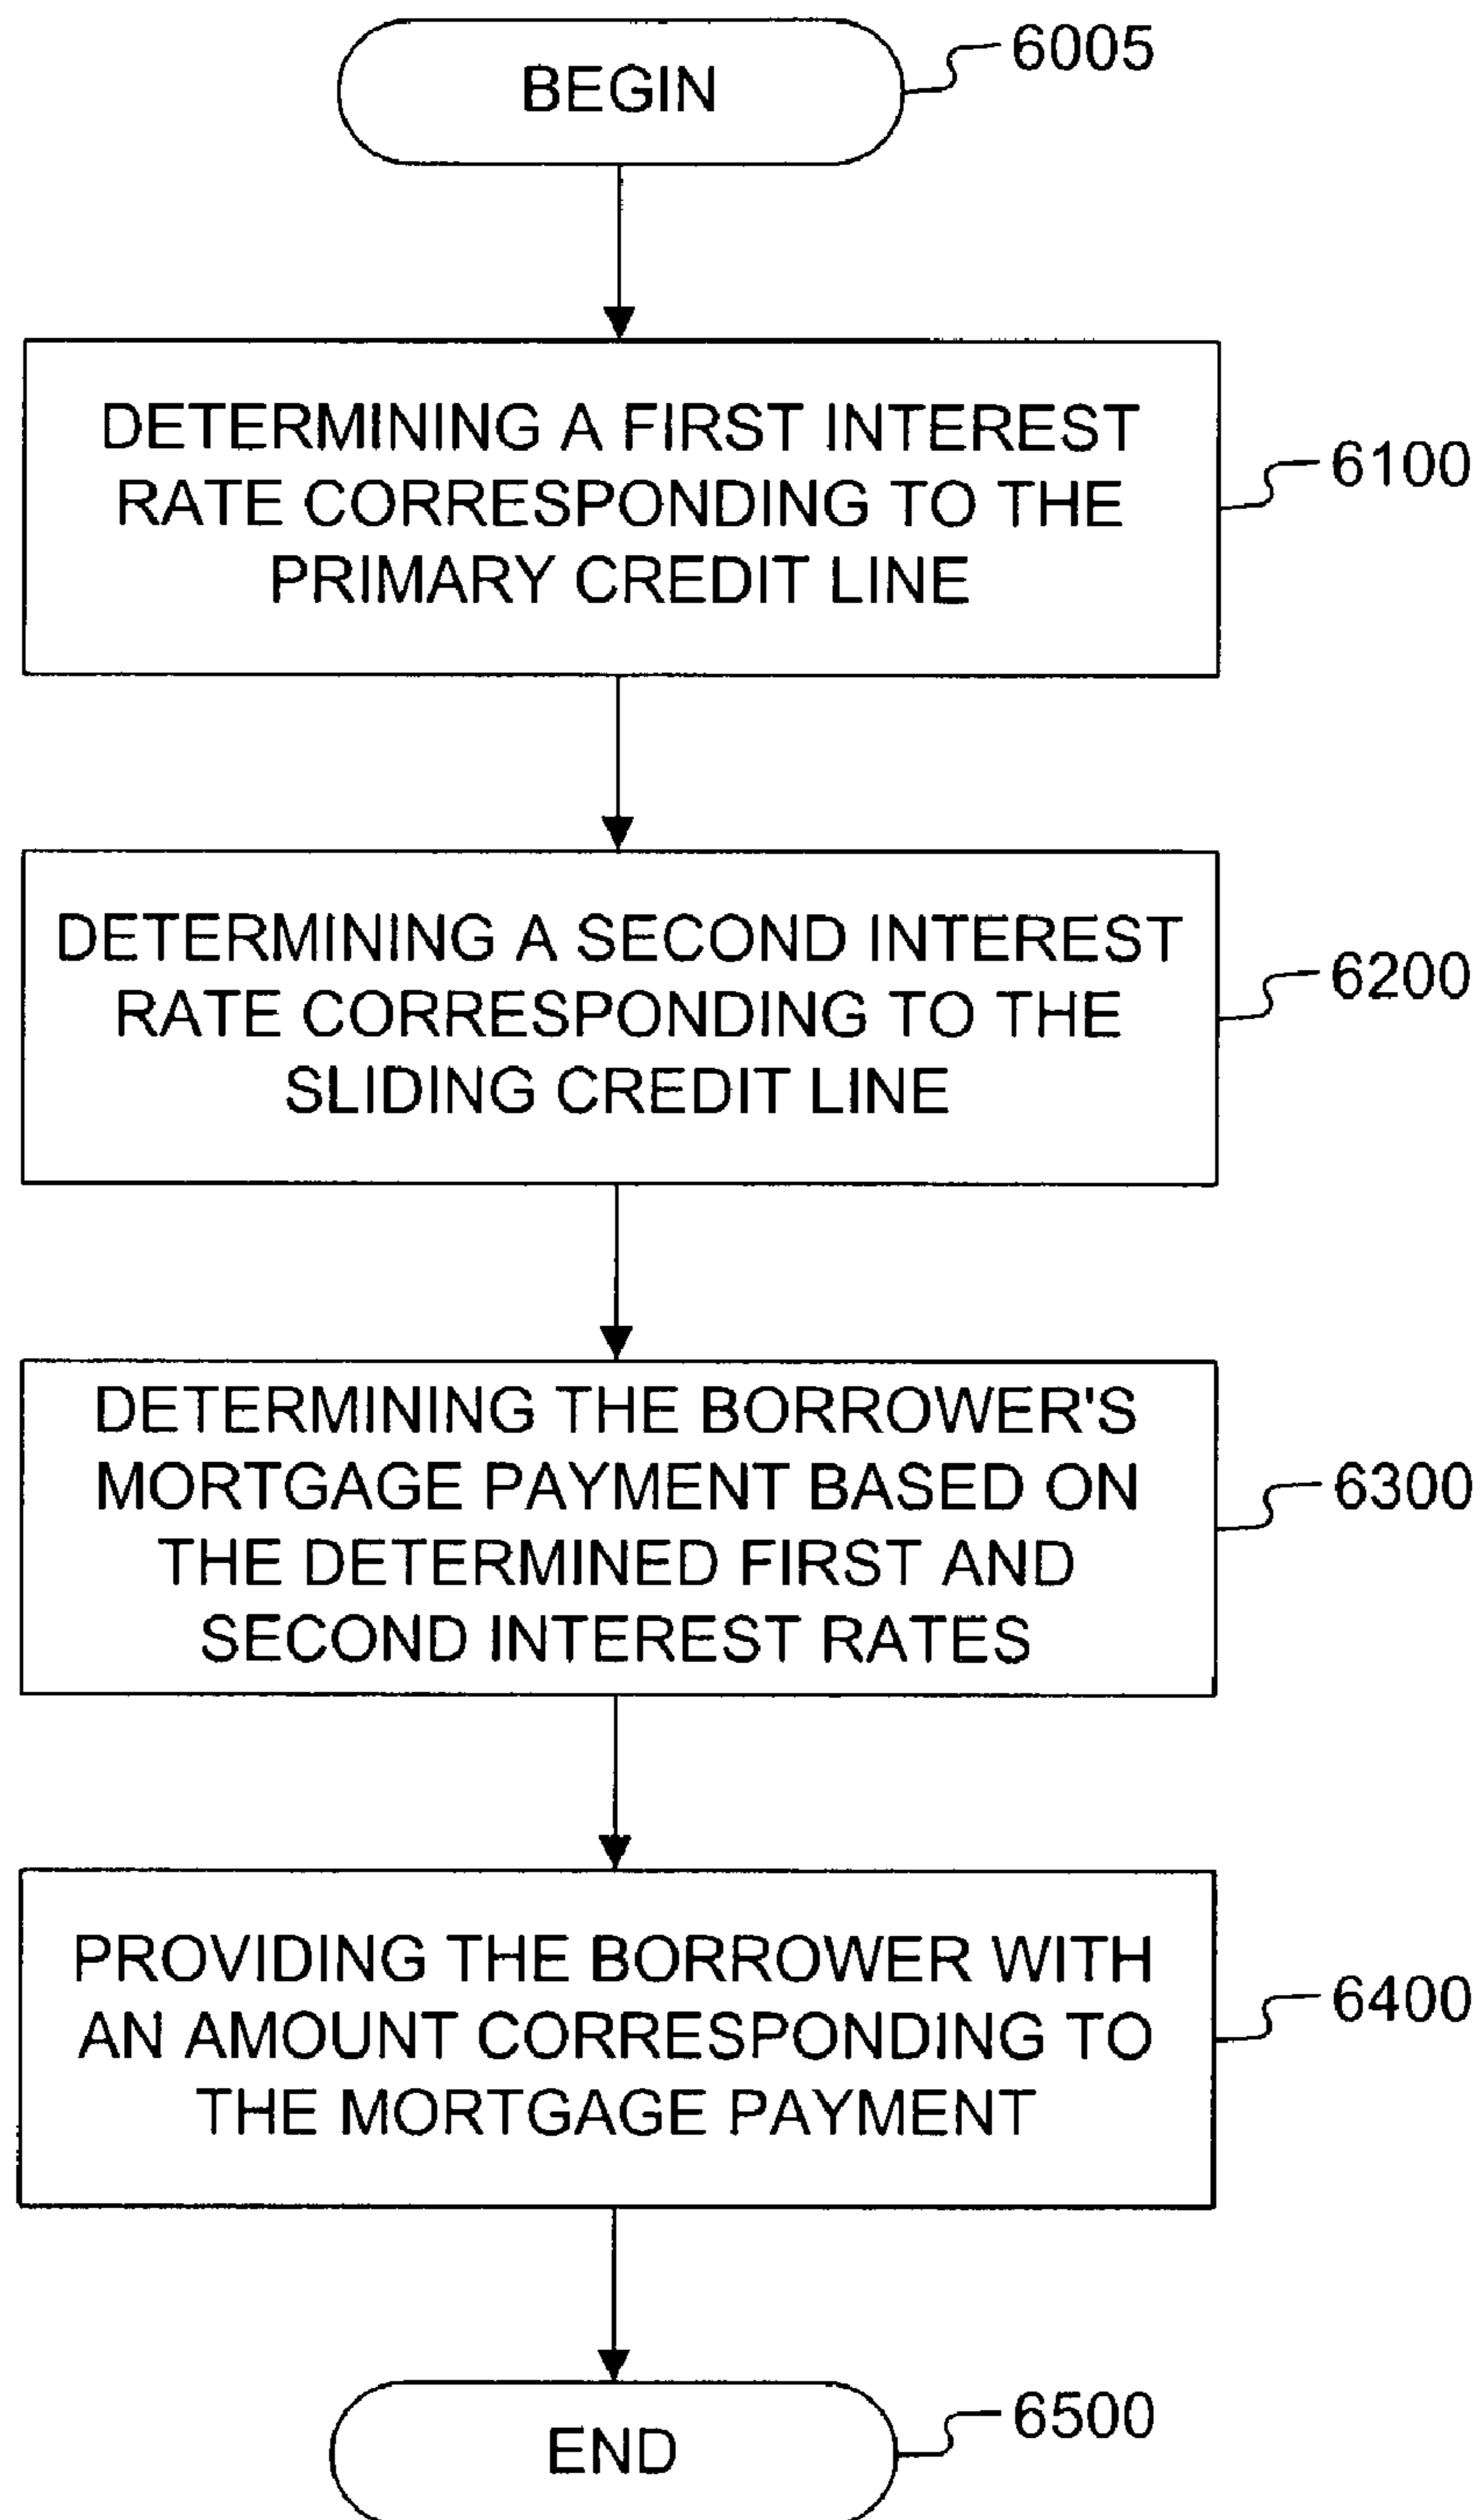 BEGIN
6005
DETERMINING A FIRST INTEREST
RATE CORRESPONDING TO THE
PRIMARY CREDIT LINE
6100
DETERMINING A SECOND INTEREST
RATE CORRESPONDING TO THE
SLIDING CREDIT LINE
6200
DETERMINING THE BORROWER'S
MORTGAGE PAYMENT BASED ON
THE DETERMINED FIRST AND
SECOND INTEREST RATES
6300
PROVIDING THE BORROWER WITH
AN AMOUNT CORRESPONDING TO
THE MORTGAGE PAYMENT
6400
END
6500